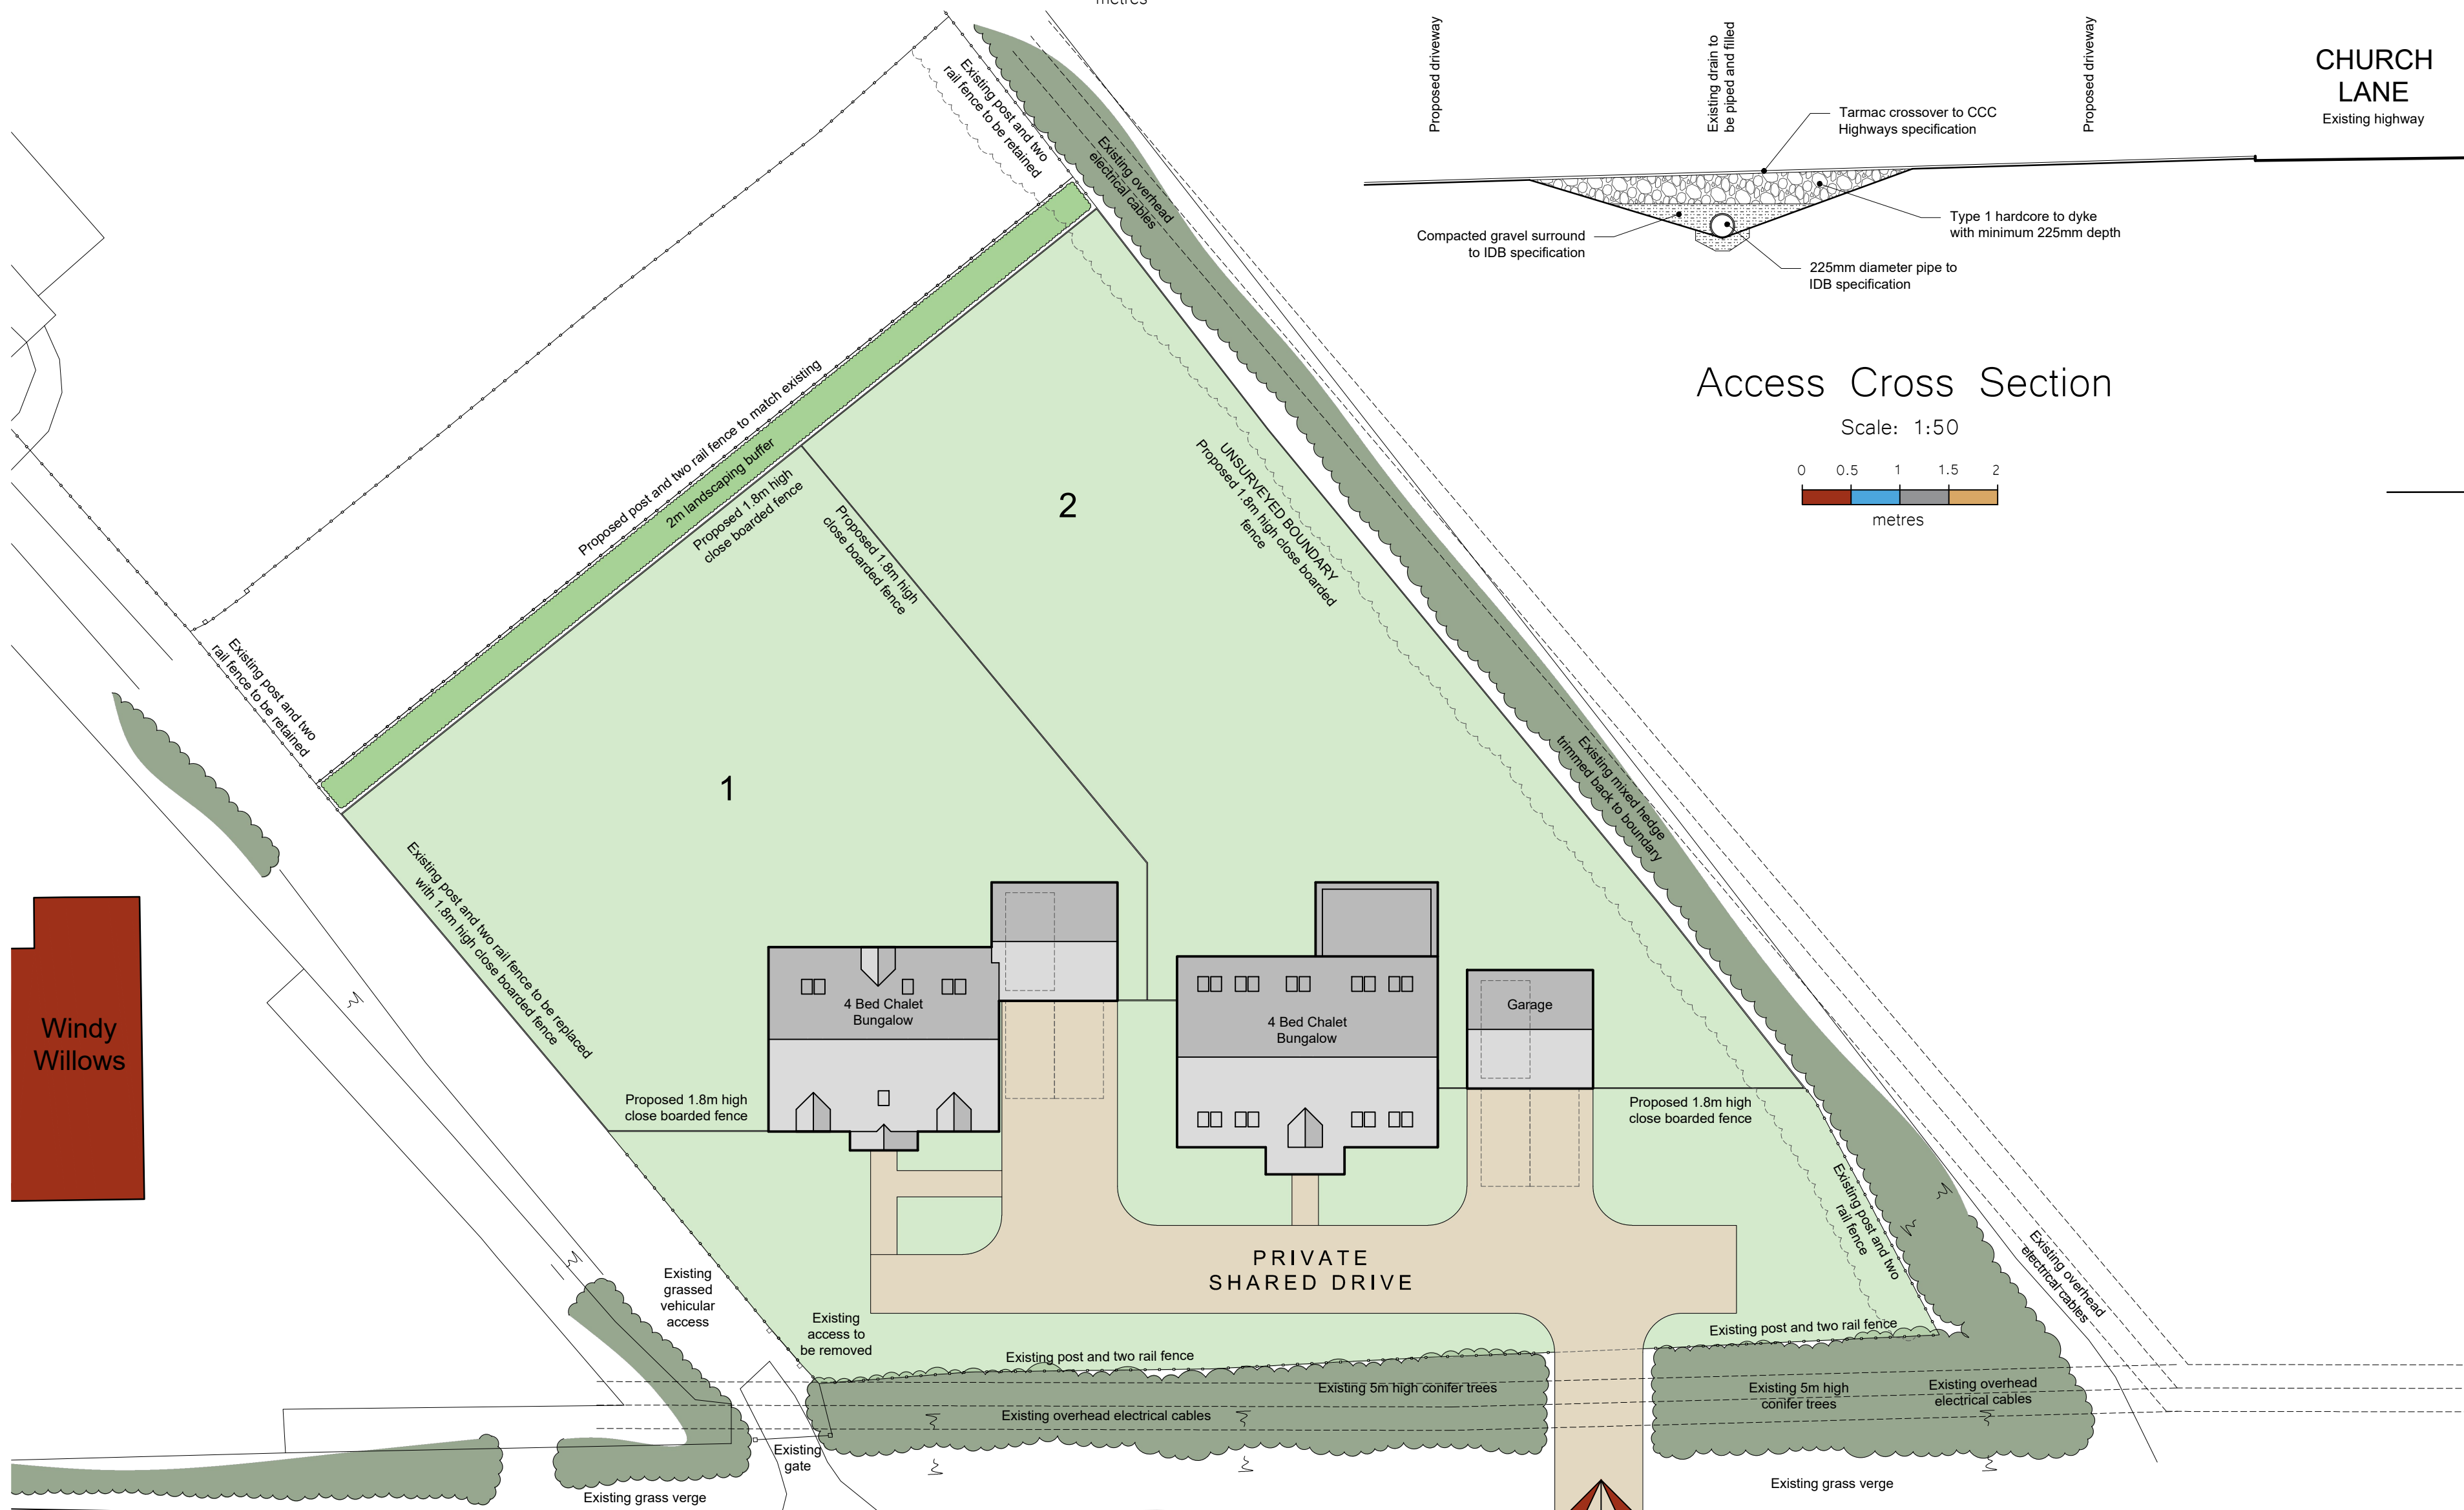 metres
Proposed driveway
Existing drain to
be piped and filled
Proposed driveway
CHURCH
LANE
Existing highway
Tarmac crossover to CCC
Highways specification
Type 1 hardcore to dyke
with minimum 225mm depth
Compacted gravel surround
to IDB specification
225mm diameter pipe to
IDB specification
Access Cross Section
Scale: 1:50
0 0.5 1 1.5 2
metres
Existing post and two
rail fence to be retained
Existing overhead
electrical cables
Proposed post and two rail fence to match existing
2m landscaping buffer
Proposed 1.8m high
close boarded fence
Proposed 1.8m high
close boarded fence
2
UNSURVEYED BOUNDARY
Proposed 1.8m high close boarded
fence
Existing post and two
rail fence to be retained
1
Existing mixed hedge
trimmed back to boundary
Existing post and two rail fence to be replaced
with 1.8m high close boarded fence
Windy
Willows
4 Bed Chalet
Bungalow
4 Bed Chalet
Bungalow
Garage
Proposed 1.8m high
close boarded fence
Proposed 1.8m high
close boarded fence
Existing post and two
rail fence
Existing overhead
electrical cables
PRIVATE
SHARED DRIVE
Existing
grassed
vehicular
access
Existing
access to
be removed
Existing post and two rail fence
Existing post and two rail fence
Existing 5m high conifer trees
Existing 5m high
conifer trees
Existing overhead
electrical cables
Existing overhead electrical cables
Existing
gate
Existing grass verge
Existing grass verge